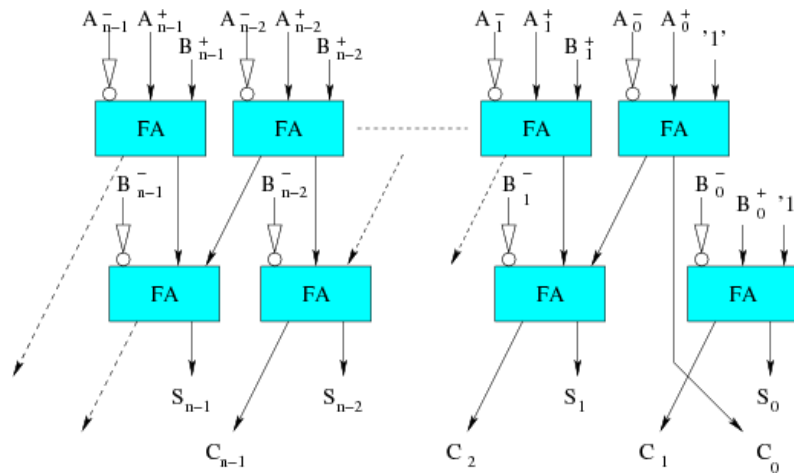 A⁻ₙ₋₁ A⁺ₙ₋₁ A⁻ₙ₋₂ A⁺ₙ₋₂ A⁻₁ A⁺₁ A⁻₀ A⁺₀ '1'
B⁺ₙ₋₁ B⁺ₙ₋₂ B⁺₁
FA FA FA FA
B⁻ₙ₋₁ B⁻ₙ₋₂ B⁻₁ B⁻₀ B⁺₀ '1
FA FA FA FA
Sₙ₋₁ Sₙ₋₂ S₁ S₀
Cₙ₋₁ C₂ C₁ C₀